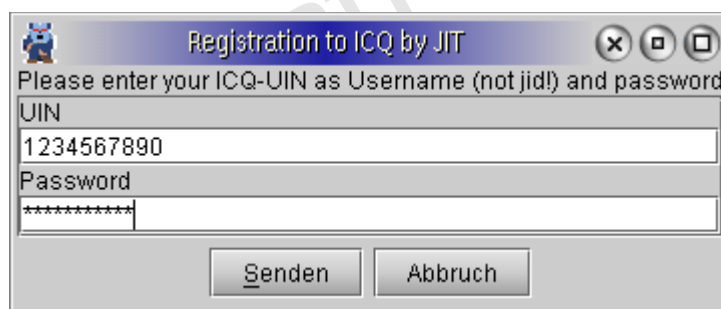 Registration to ICQ by JIT
Please enter your ICQ-UIN as Username (not jid!) and password
UIN
1234567890
Password
***********
Senden Abbruch